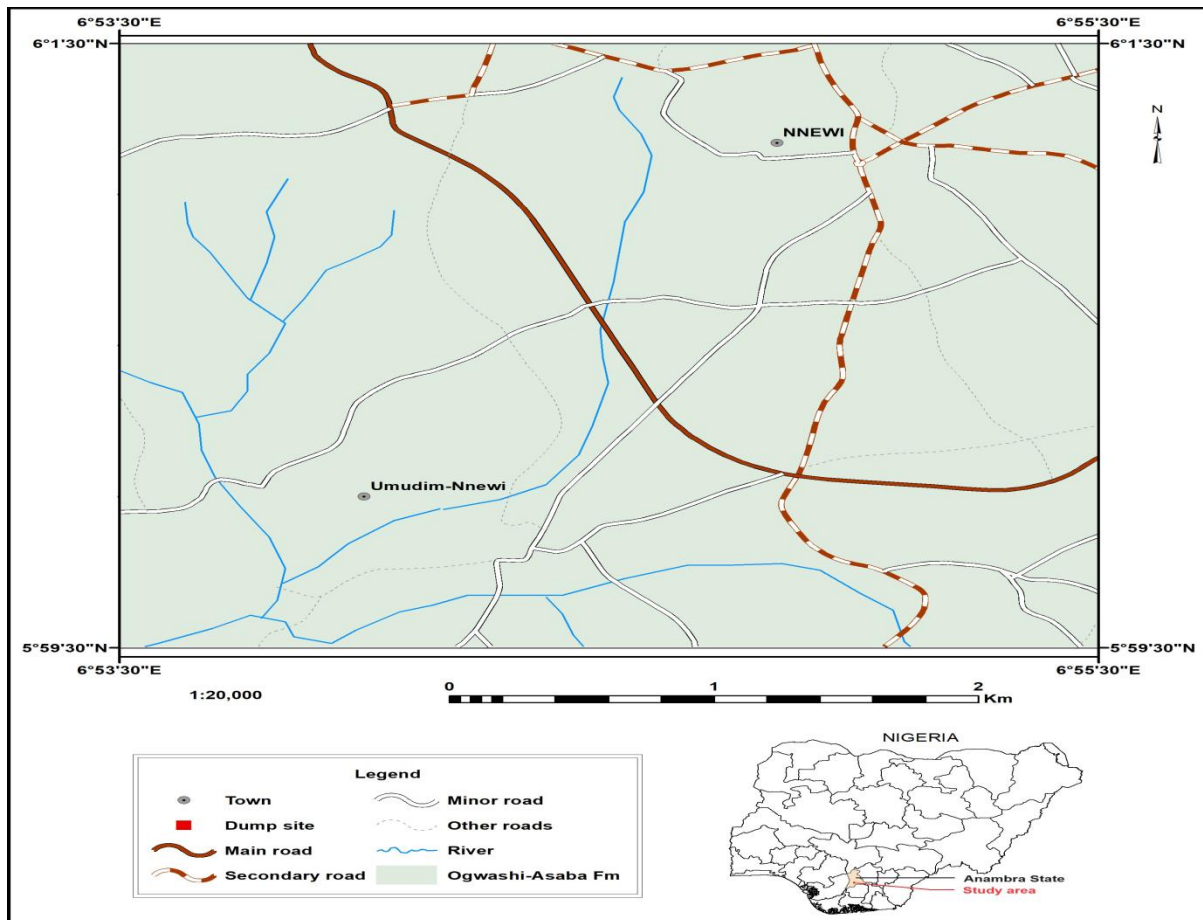 6°53'30"E 6°55'30"E
6°1'30"N 6°1'30"N
N
NNEWI
Umudim-Nnewi
5°59'30"N 5°59'30"N
6°53'30"E 6°55'30"E
1:20,000
0 1 2
Km
NIGERIA
Legend
Town
Minor road
Dump site
Other roads
Main road
River
Secondary road
Ogwashi-Asaba Fm
Anambra State
Study area